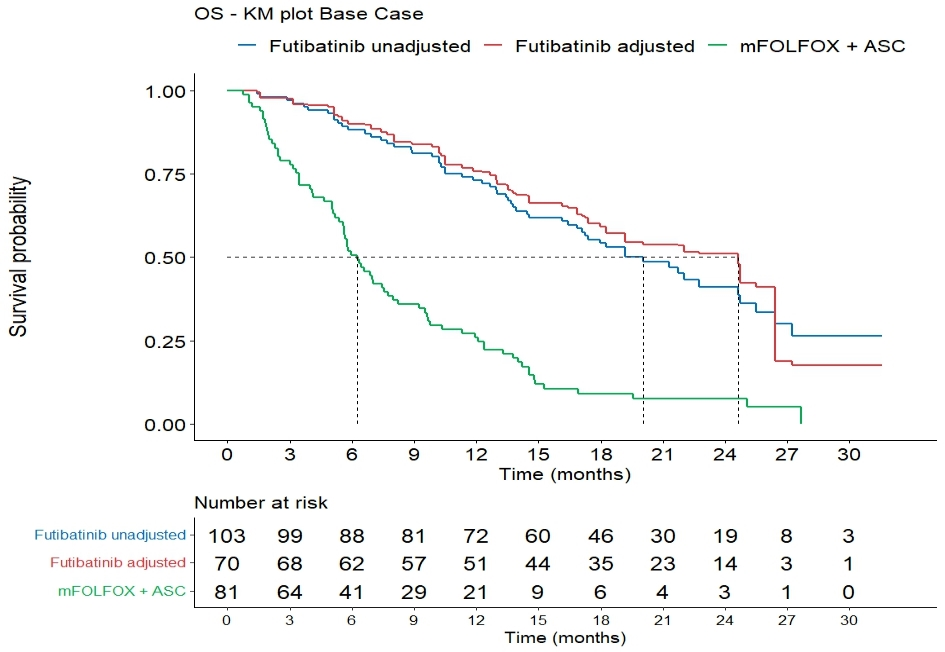 OS - KM plot Base Case
Futibatinib unadjusted Futibatinib adjusted mFOLFOX + ASC
Survival probability
1.00
0.75
0.50
0.25
0.00
0 3 6 9 12 15 18 21 24 27 30
Time (months)
Number at risk
Futibatinib unadjusted 103 99 88 81 72 60 46 30 19 8 3
Futibatinib adjusted 70 68 62 57 51 44 35 23 14 3 1
mFOLFOX + ASC 81 64 41 29 21 9 6 4 3 1 0
0 3 6 9 12 15 18 21 24 27 30
Time (months)